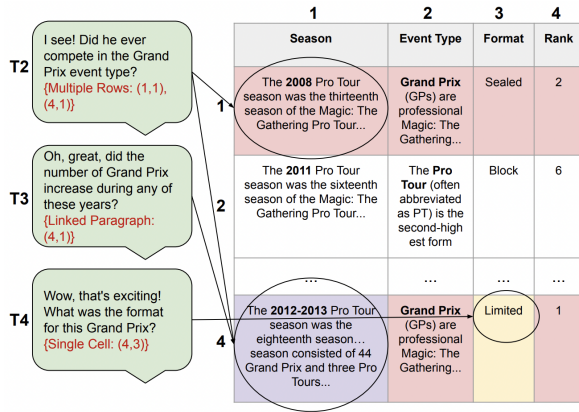 1
2
3
4
Season
Event Type
Format
Rank
T2
I see! Did he ever
compete in the Grand
Prix event type?
{Multiple Rows: (1,1),
(4,1)}
1
The 2008 Pro Tour
season was the thirteenth
season of the Magic: The
Gathering Pro Tour...
Grand Prix
(GPs) are
professional
Magic: The
Gathering...
Sealed
2
T3
Oh, great, did the
number of Grand Prix
increase during any of
these years?
{Linked Paragraph:
(4,1)}
2
The 2011 Pro Tour
season was the sixteenth
season of the Magic: The
Gathering Pro Tour...
The Pro
Tour (often
abbreviated
as PT) is the
second-high
est form
Block
6
...
...
...
...
T4
Wow, that's exciting!
What was the format
for this Grand Prix?
{Single Cell: (4,3)}
4
The 2012-2013 Pro Tour
season was the
eighteenth season...
season consisted of 44
Grand Prix and three Pro
Tours...
Grand Prix
(GPs) are
professional
Magic: The
Gathering...
Limited
1